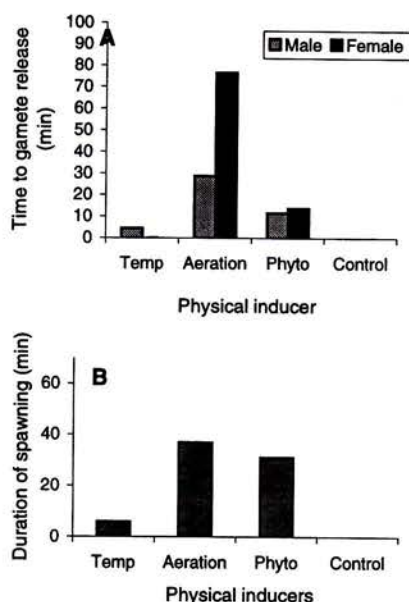 A
Male Female
100
90
80
70
60
50
40
30
20
10
0
Time to gamete release
(min)
Temp Aeration Phyto Control
Physical inducer
B
60
40
20
0
Duration of spawning (min)
Temp Aeration Phyto Control
Physical inducers